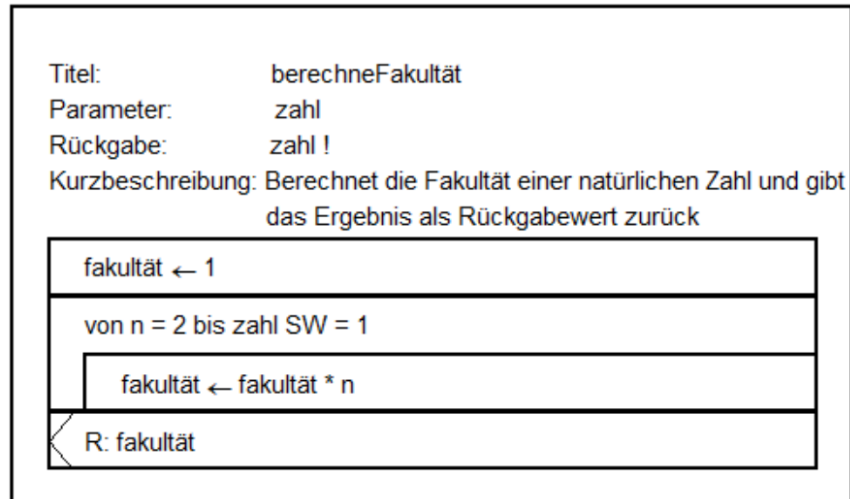 Titel: berechneFakultät
Parameter: zahl
Rückgabe: zahl !
Kurzbeschreibung: Berechnet die Fakultät einer natürlichen Zahl und gibt
das Ergebnis als Rückgabewert zurück
fakultät ← 1
von n = 2 bis zahl SW = 1
fakultät ← fakultät * n
R: fakultät